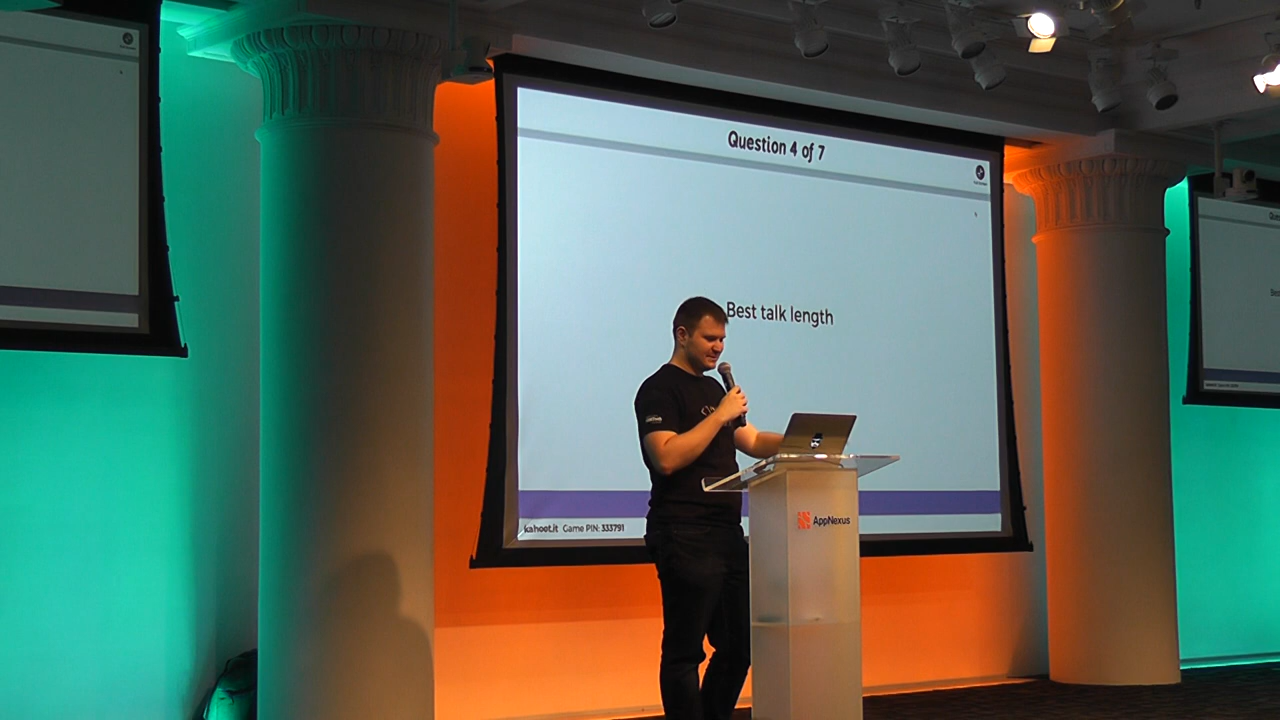 Question 4 of 7
Best talk length
kahoot.it Game PIN: 333791
AppNexus